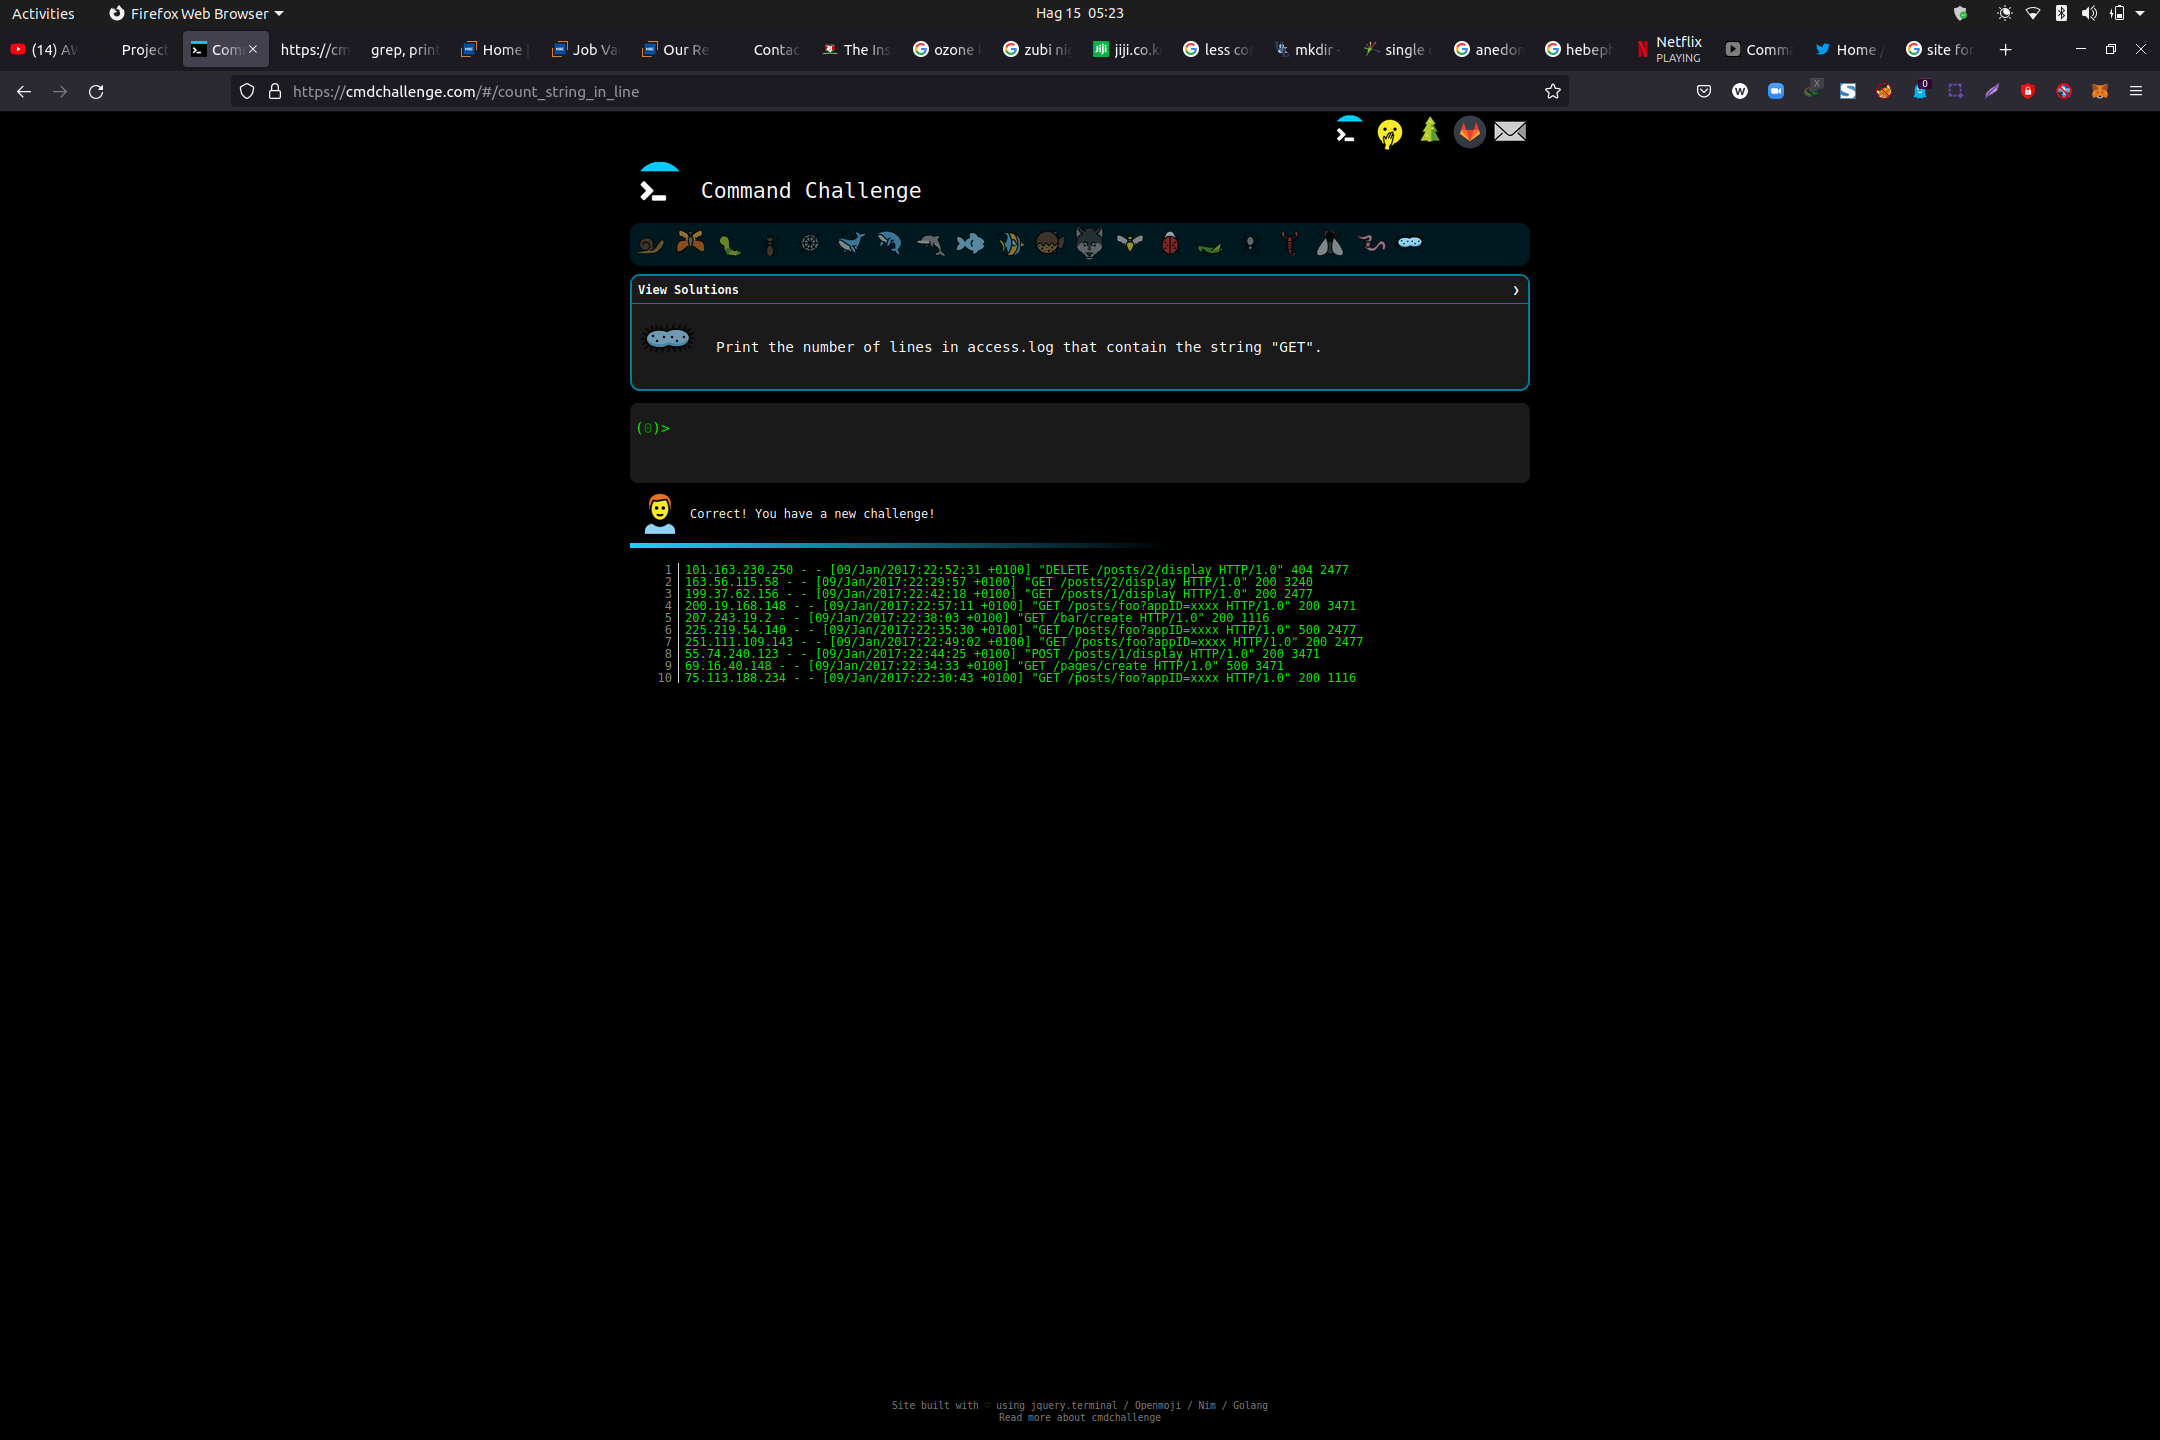 Activities
Firefox Web Browser
Hag 15 05:23
(14) AW
Project
Com
https://cm
grep, print
Home
Job Va
Our Re
Contac
The Ins
ozone
zubi ni
jiji.co.k
less co
mkdir -
single
anedon
hebeph
Netflix
PLAYING
Comma
Home /
site for
https://cmdchallenge.com/#/count_string_in_line
Command Challenge
View Solutions
Print the number of lines in access.log that contain the string "GET".
(0)>
Correct! You have a new challenge!
1 101.163.230.250 - - [09/Jan/2017:22:52:31 +0100] "DELETE /posts/2/display HTTP/1.0" 404 2477
2 163.56.115.58 - - [09/Jan/2017:22:29:57 +0100] "GET /posts/2/display HTTP/1.0" 200 3240
3 199.37.62.156 - - [09/Jan/2017:22:42:18 +0100] "GET /posts/1/display HTTP/1.0" 200 2477
4 200.19.168.148 - - [09/Jan/2017:22:57:11 +0100] "GET /posts/foo?appID=xxxx HTTP/1.0" 200 3471
5 207.243.19.2 - - [09/Jan/2017:22:38:03 +0100] "GET /bar/create HTTP/1.0" 200 1116
6 225.219.54.140 - - [09/Jan/2017:22:35:30 +0100] "GET /posts/foo?appID=xxxx HTTP/1.0" 500 2477
7 251.111.109.143 - - [09/Jan/2017:22:49:02 +0100] "GET /posts/foo?appID=xxxx HTTP/1.0" 200 2477
8 55.74.240.123 - - [09/Jan/2017:22:44:25 +0100] "POST /posts/1/display HTTP/1.0" 200 3471
9 69.16.40.148 - - [09/Jan/2017:22:34:33 +0100] "GET /pages/create HTTP/1.0" 500 3471
10 75.113.188.234 - - [09/Jan/2017:22:30:43 +0100] "GET /posts/foo?appID=xxxx HTTP/1.0" 200 1116
Site built with ♡ using jquery.terminal / Openmoji / Nim / Golang
Read more about cmdchallenge